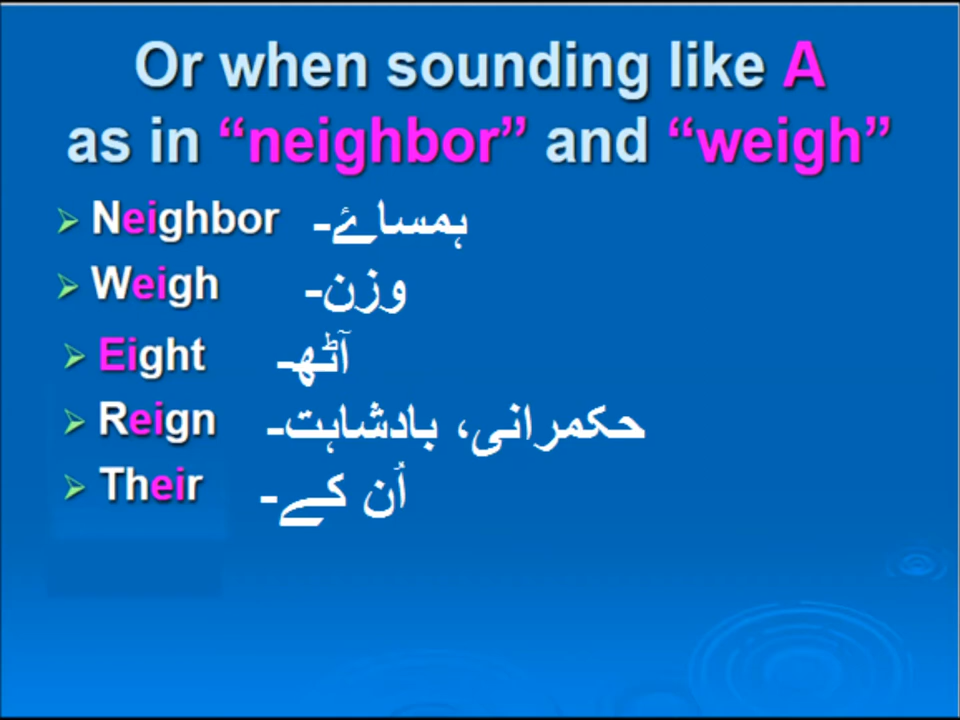 Or when sounding like A
as in “neighbor” and “weigh”
Neighbor ہمسائے-
Weigh وزن-
Eight آٹھ-
Reign حکمرانی، بادشاہت-
Their اُن کے-